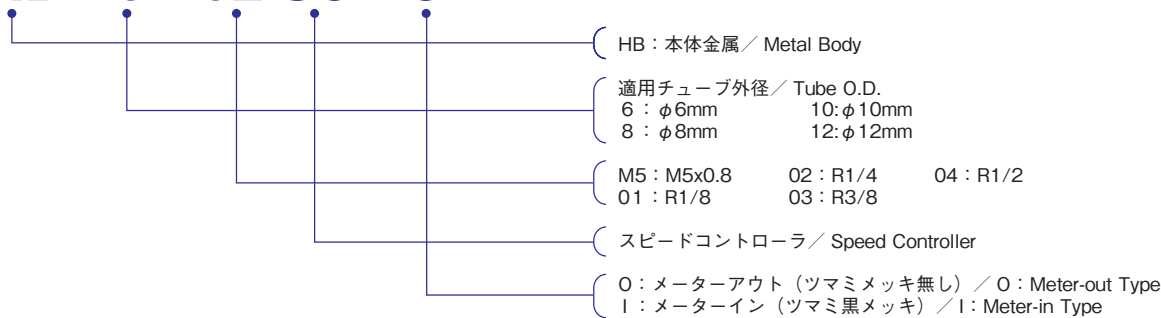 HB：本体金属／ Metal Body
適用チューブ外径／ Tube O.D.
6 ：φ6mm 10:φ10mm
8 ：φ8mm 12:φ12mm
M5：M5x0.8 02：R1/4 04：R1/2
01：R1/8 03：R3/8
スピードコントローラ／ Speed Controller
O：メーターアウト（ツマミメッキ無し）／ O：Meter-out Type
I：メーターイン（ツマミ黒メッキ）／ I：Meter-in Type